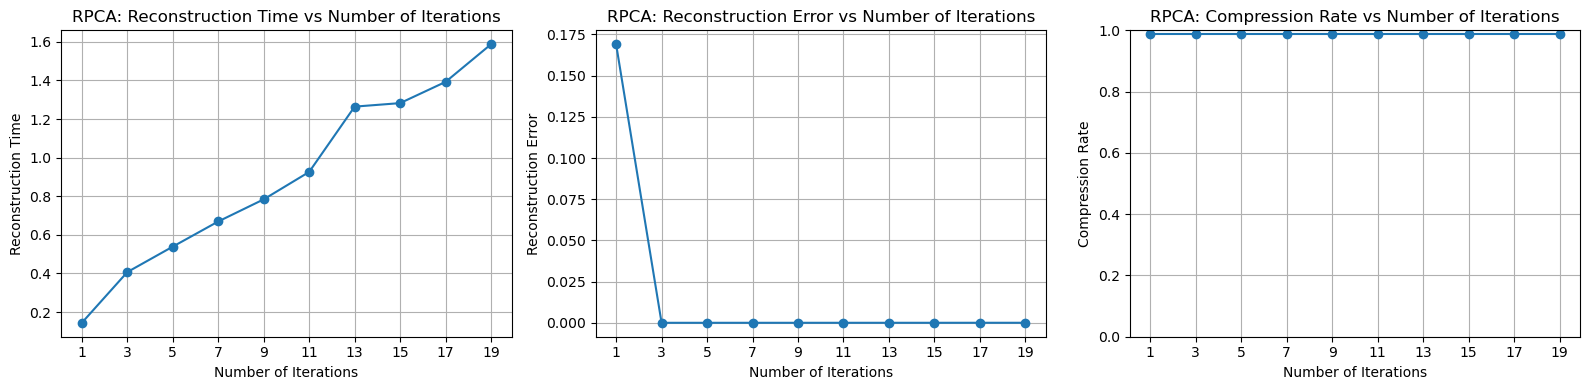 RPCA: Reconstruction Time vs Number of Iterations
Reconstruction Time
1.6
1.4
1.2
1.0
0.8
0.6
0.4
0.2
1 3 5 7 9 11 13 15 17 19
Number of Iterations
RPCA: Reconstruction Error vs Number of Iterations
Reconstruction Error
0.175
0.150
0.125
0.100
0.075
0.050
0.025
0.000
1 3 5 7 9 11 13 15 17 19
Number of Iterations
RPCA: Compression Rate vs Number of Iterations
Compression Rate
1.0
0.8
0.6
0.4
0.2
0.0
1 3 5 7 9 11 13 15 17 19
Number of Iterations